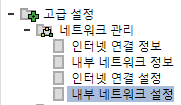 고급 설정
네트워크 관리
인터넷 연결 정보
내부 네트워크 정보
인터넷 연결 설정
내부 네트워크 설정